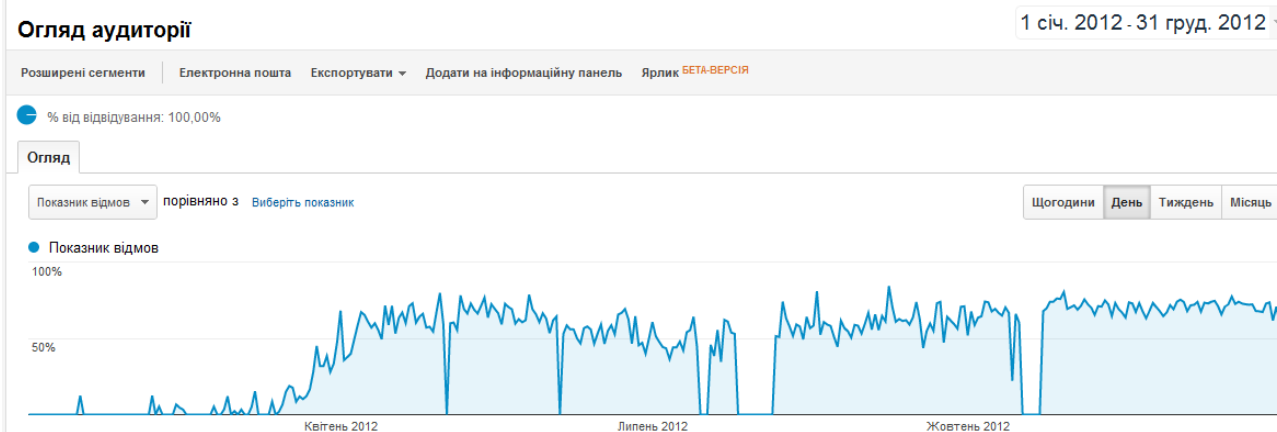 Огляд аудиторії
1 січ. 2012 - 31 груд. 2012
Розширені сегменти Електронна пошта Експортувати Додати на інформаційну панель Ярлик БЕТА-ВЕРСІЯ
% від відвідування: 100,00%
Огляд
Показник відмов порівняно з Виберіть показник Щогодини День Тиждень Місяць
Показник відмов
100%
50%
Квітень 2012 Липень 2012 Жовтень 2012